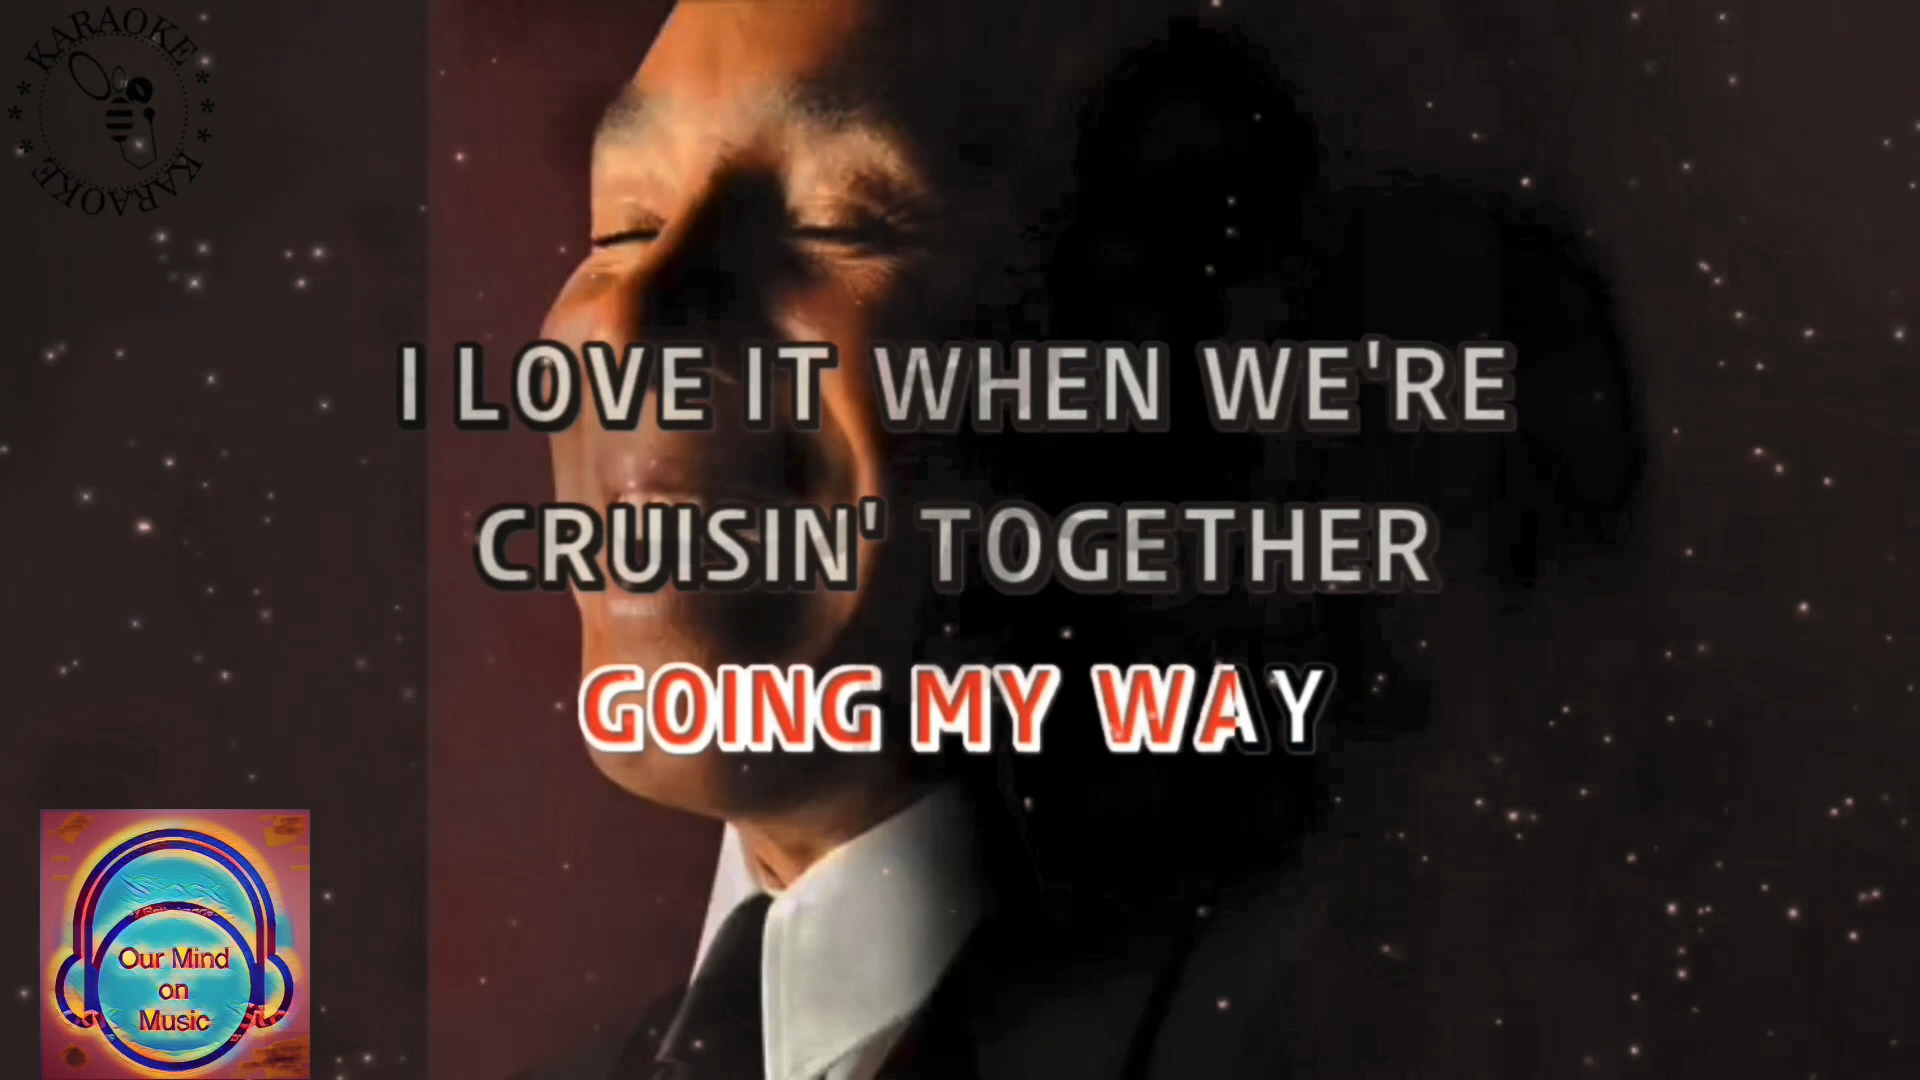 KARAOKE
KARAOKE
I LOVE IT WHEN WE'RE
CRUISIN' TOGETHER
GOING MY WAY
Our Mind
on
Music